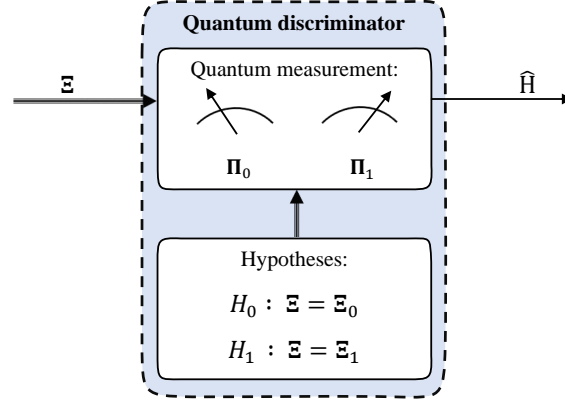 Quantum discriminator
Ξ
Quantum measurement:
Ĥ
Π₀ Π₁
Hypotheses:
H₀ : Ξ = Ξ₀
H₁ : Ξ = Ξ₁